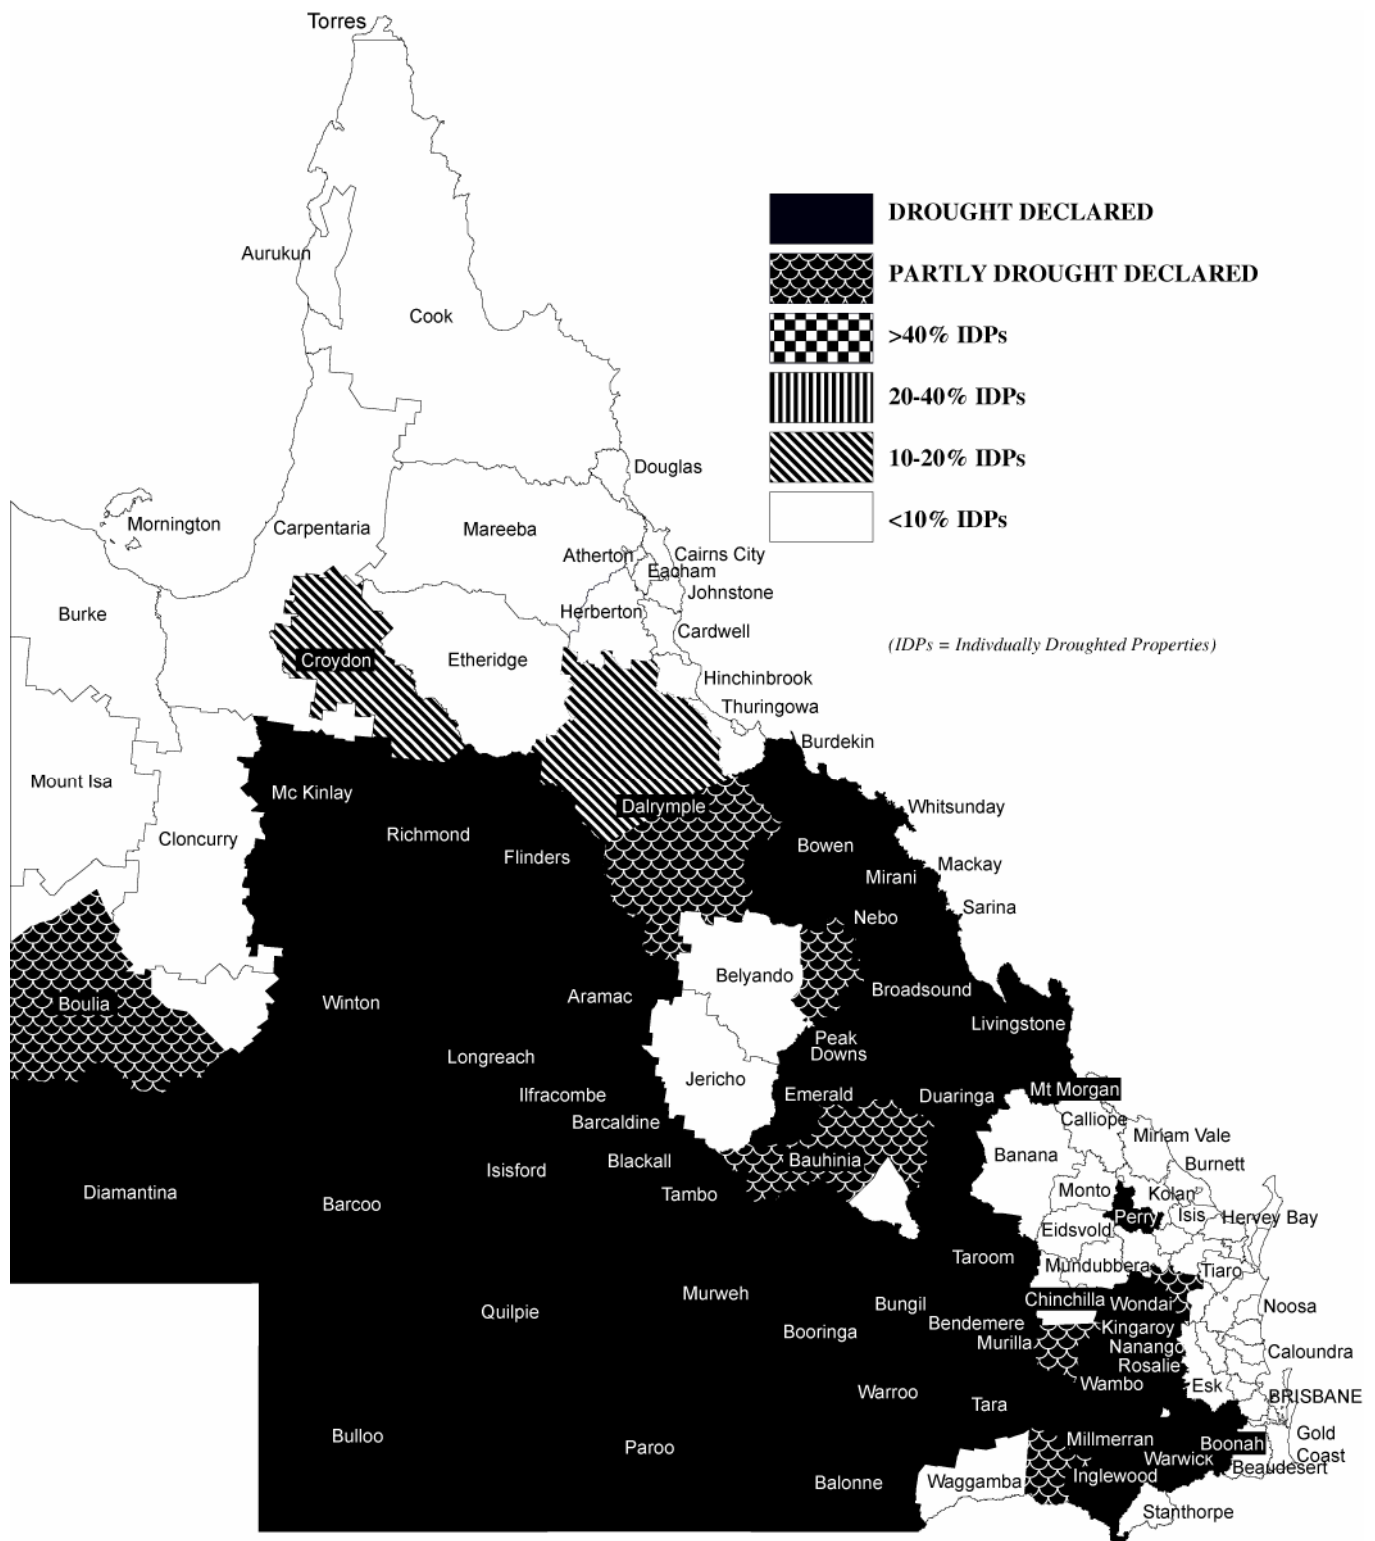 Torres
DROUGHT DECLARED
Aurukun
PARTLY DROUGHT DECLARED
Cook
>40% IDPs
20-40% IDPs
10-20% IDPs
Douglas
<10% IDPs
Mornington
Carpentaria
Mareeba
Atherton
Cairns City
Eacham
Johnstone
Burke
Herberton
Cardwell
(IDPs = Indivdually Droughted Properties)
Croydon
Etheridge
Hinchinbrook
Thuringowa
Burdekin
Mount Isa
Mc Kinlay
Dalrymple
Whitsunday
Cloncurry
Richmond
Flinders
Bowen
Mirani
Mackay
Sarina
Nebo
Belyando
Boulia
Winton
Aramac
Broadsound
Livingstone
Peak
Downs
Longreach
Jericho
Ilfracombe
Emerald
Duaringa
Mt Morgan
Barcaldine
Calliope
Miriam Vale
Banana
Burnett
Isisford
Blackall
Bauhinia
Diamantina
Barcoo
Tambo
Monto
Kolan
Perry
Isis
Hervey Bay
Eidsvold
Taroom
Mundubbera
Tiaro
Murweh
Chinchilla
Wondai
Noosa
Quilpie
Bungil
Booringa
Bendemere
Kingaroy
Murilla
Nanango
Caloundra
Rosalie
Warroo
Wambo
Esk
BRISBANE
Tara
Bulloo
Paroo
Millmerran
Boonah
Gold
Coast
Warwick
Beaudesert
Balonne
Waggamba
Inglewood
Stanthorpe